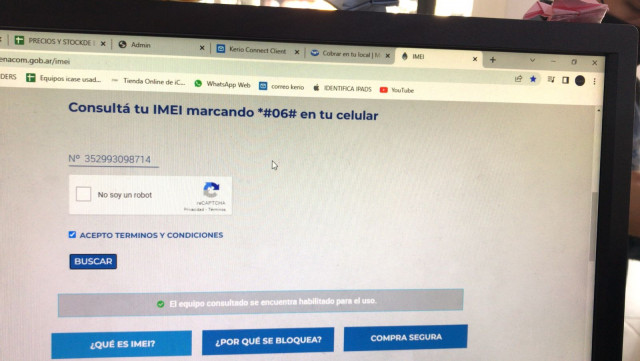 PRECIOS Y STOCKDE
Admin
Kerio Connect Client
Cobrar en tu local |
IMEI
enacom.gob.ar/imei
DERS
Equipos icase usad...
Tienda Online de iC...
WhatsApp Web
correo kerio
IDENTIFICA IPADS
YouTube
Consultá tu IMEI marcando *#06# en tu celular
Nº 352993098714
No soy un robot
reCAPTCHA
Privacidad - Términos
ACEPTO TERMINOS Y CONDICIONES
BUSCAR
El equipo consultado se encuentra habilitado para el uso.
¿QUÉ ES IMEI?
¿POR QUÉ SE BLOQUEA?
COMPRA SEGURA